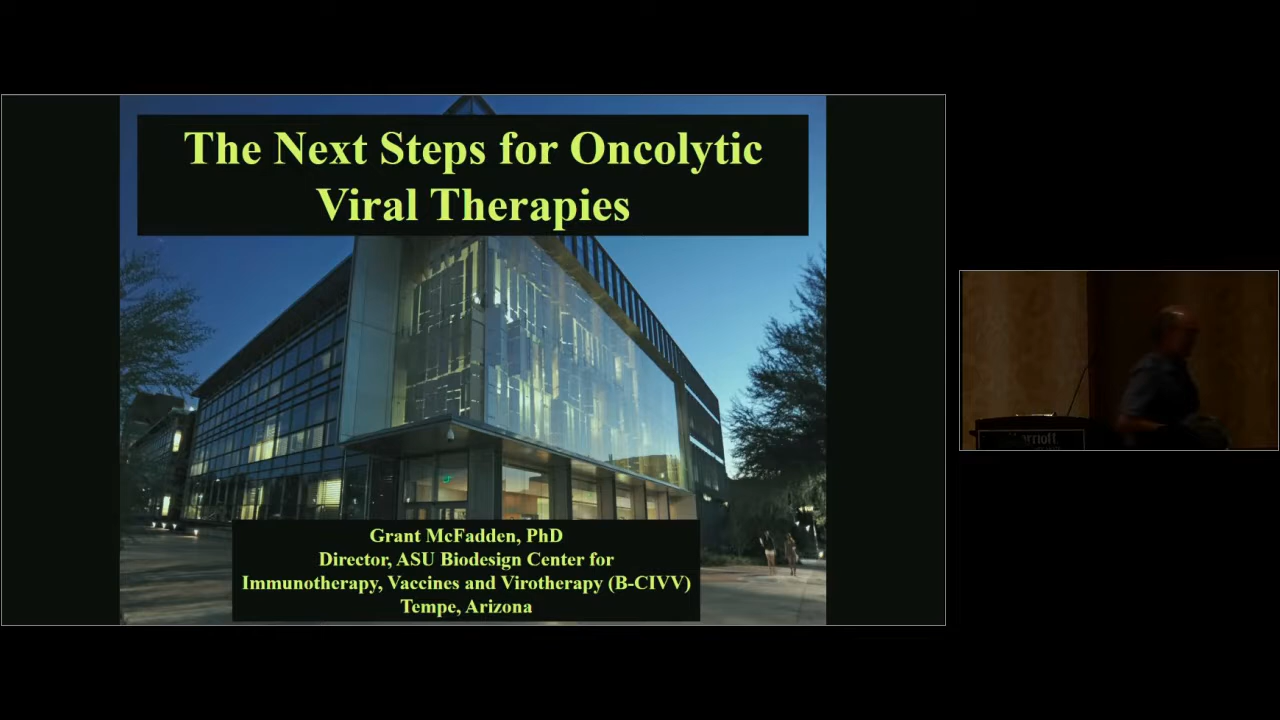 The Next Steps for Oncolytic
Viral Therapies
Grant McFadden, PhD
Director, ASU Biodesign Center for
Immunotherapy, Vaccines and Virotherapy (B-CIVV)
Tempe, Arizona
Marriott